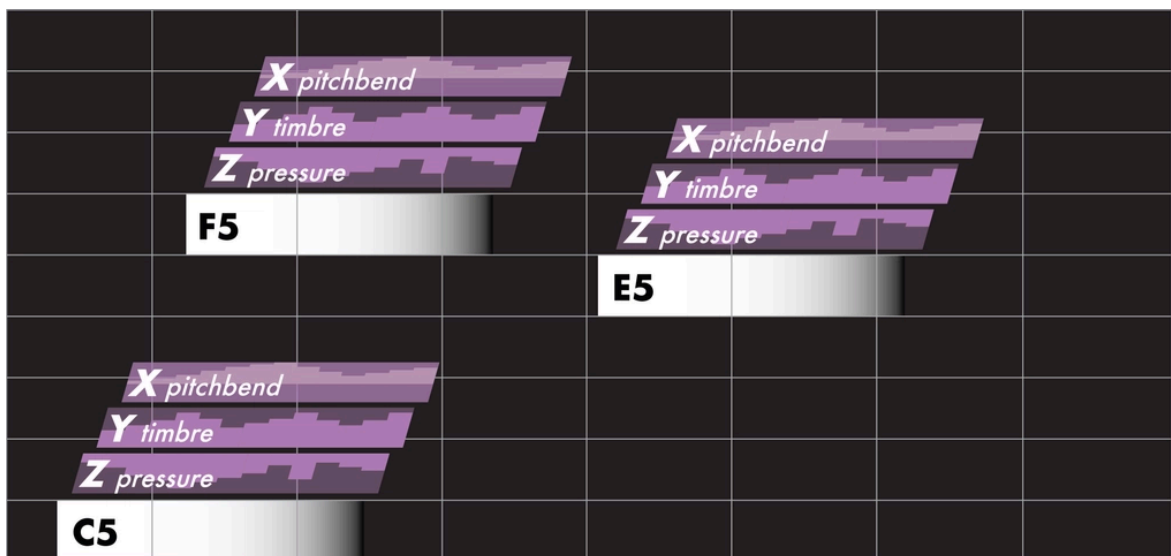 X pitchbend
Y timbre
Z pressure
F5
X pitchbend
Y timbre
Z pressure
E5
X pitchbend
Y timbre
Z pressure
C5